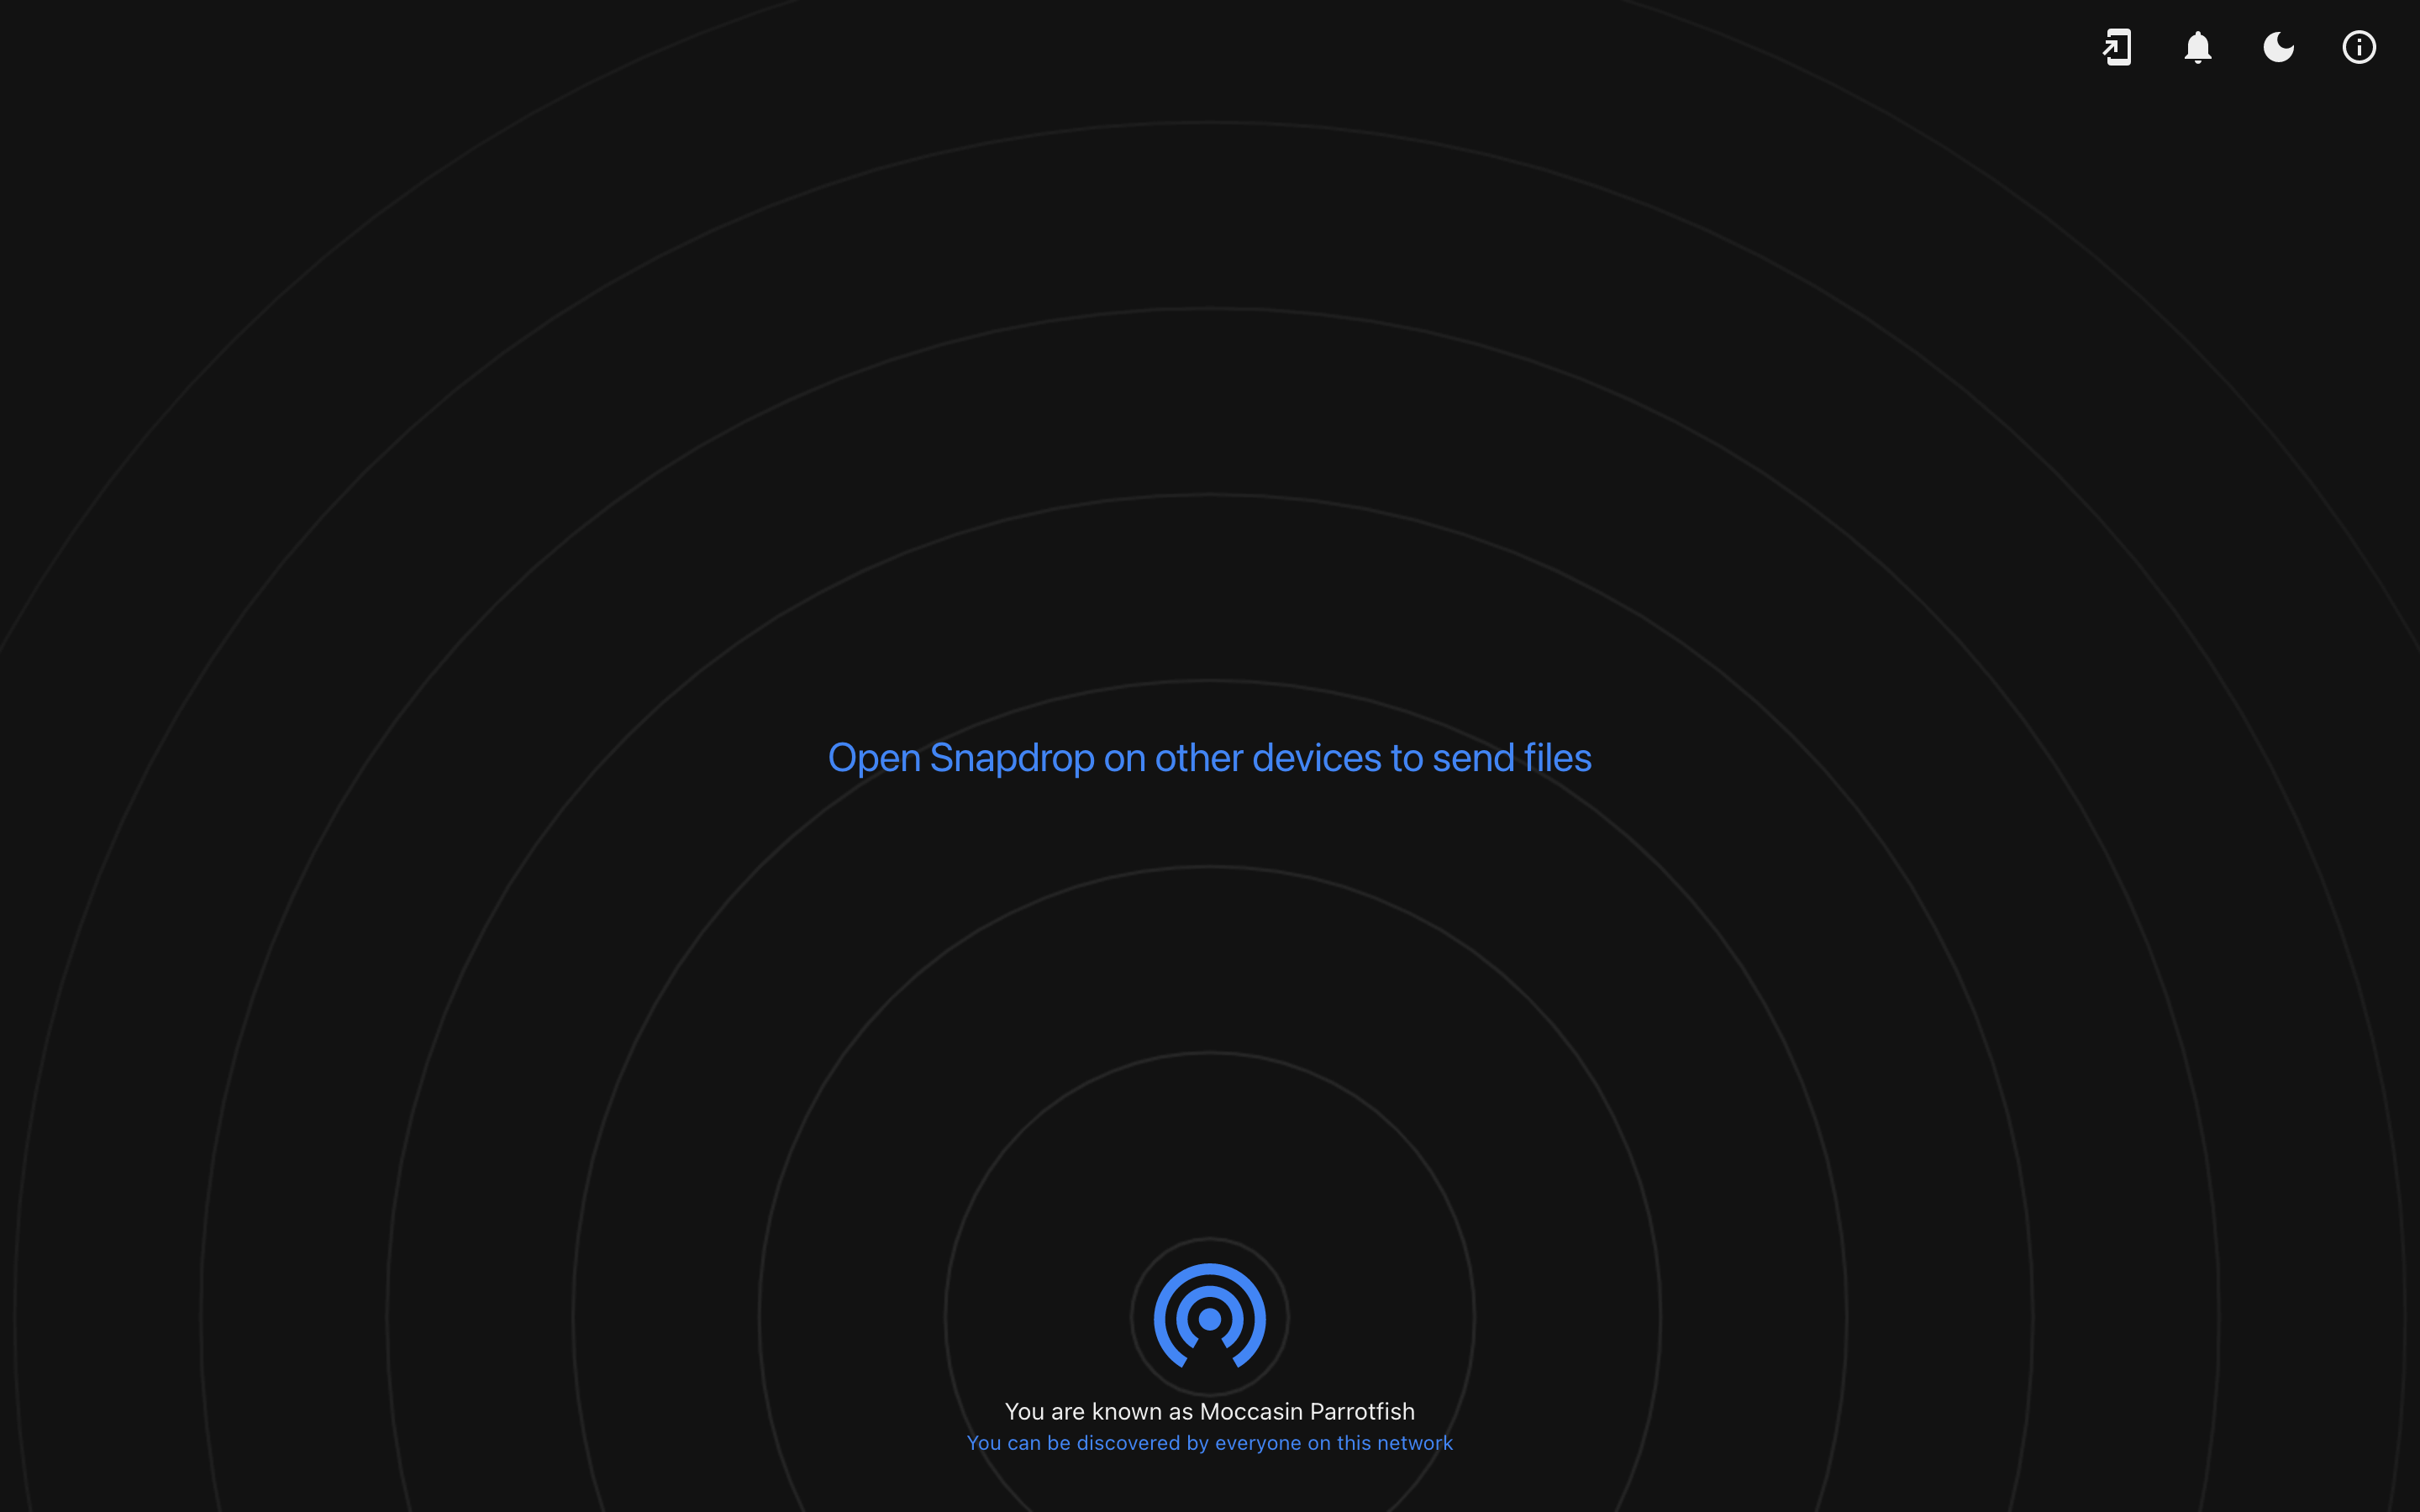 Open Snapdrop on other devices to send files
You are known as Moccasin Parrotfish
You can be discovered by everyone on this network